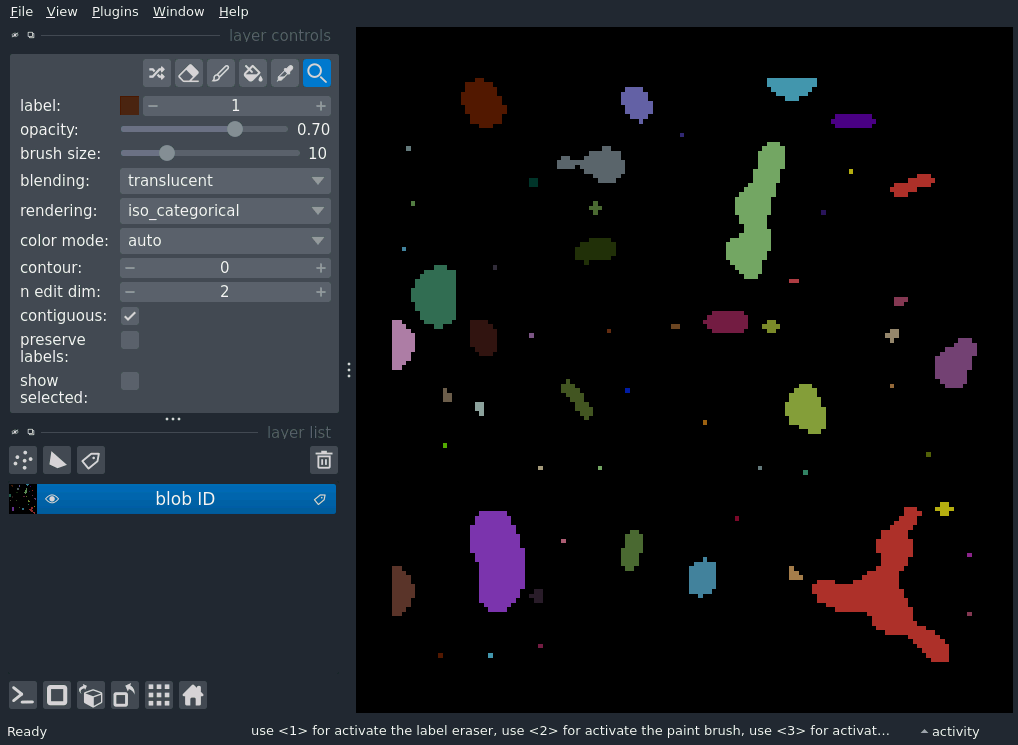 File View Plugins Window Help
layer controls
label: 1
opacity: 0.70
brush size: 10
blending: translucent
rendering: iso_categorical
color mode: auto
contour: 0
n edit dim: 2
contiguous:
preserve
labels:
show
selected:
layer list
blob ID
Ready use <1> for activate the label eraser, use <2> for activate the paint brush, use <3> for activat... activity